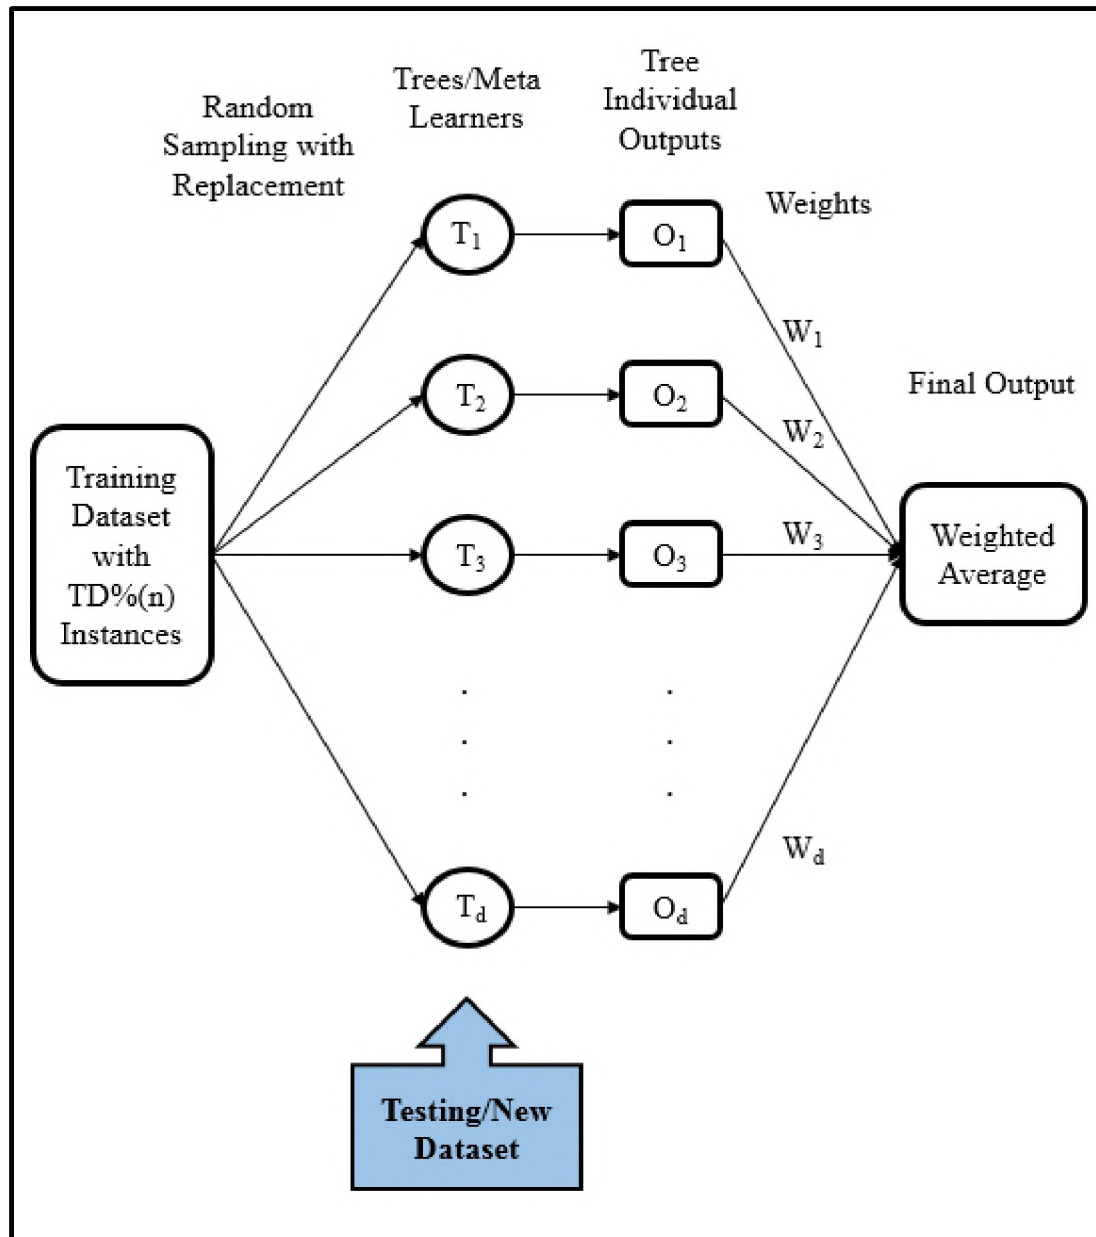 Random
Sampling with
Replacement
Trees/Meta
Learners
Tree
Individual
Outputs
Weights
Final Output
Training
Dataset
with
TD%(n)
Instances
T1
O1
W1
T2
O2
W2
T3
O3
W3
Weighted
Average
.
.
.
.
.
.
Td
Od
Wd
Testing/New
Dataset